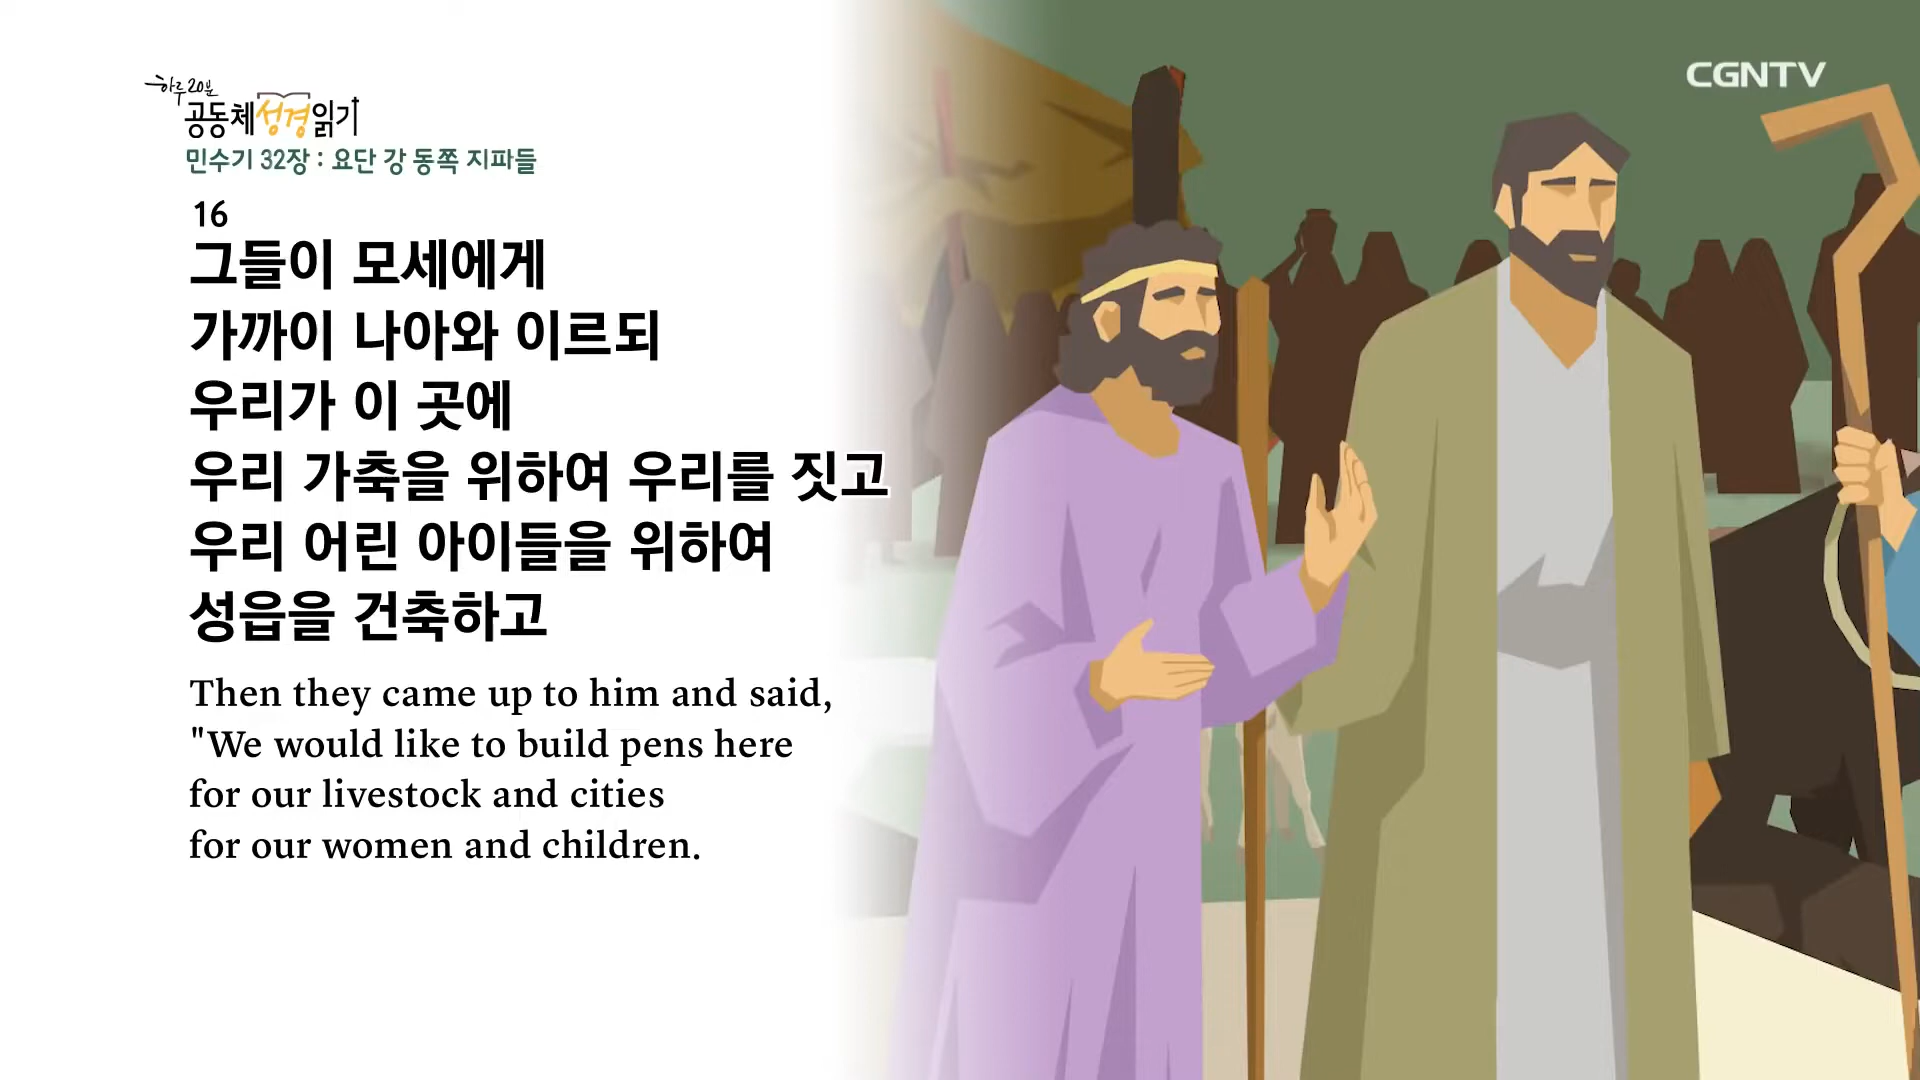 하루 20분
공동체 성경 읽기
민수기 32장 : 요단 강 동쪽 지파들
CGNTV
16
그들이 모세에게
가까이 나아와 이르되
우리가 이 곳에
우리 가축을 위하여 우리를 짓고
우리 어린 아이들을 위하여
성읍을 건축하고
Then they came up to him and said,
"We would like to build pens here
for our livestock and cities
for our women and children.